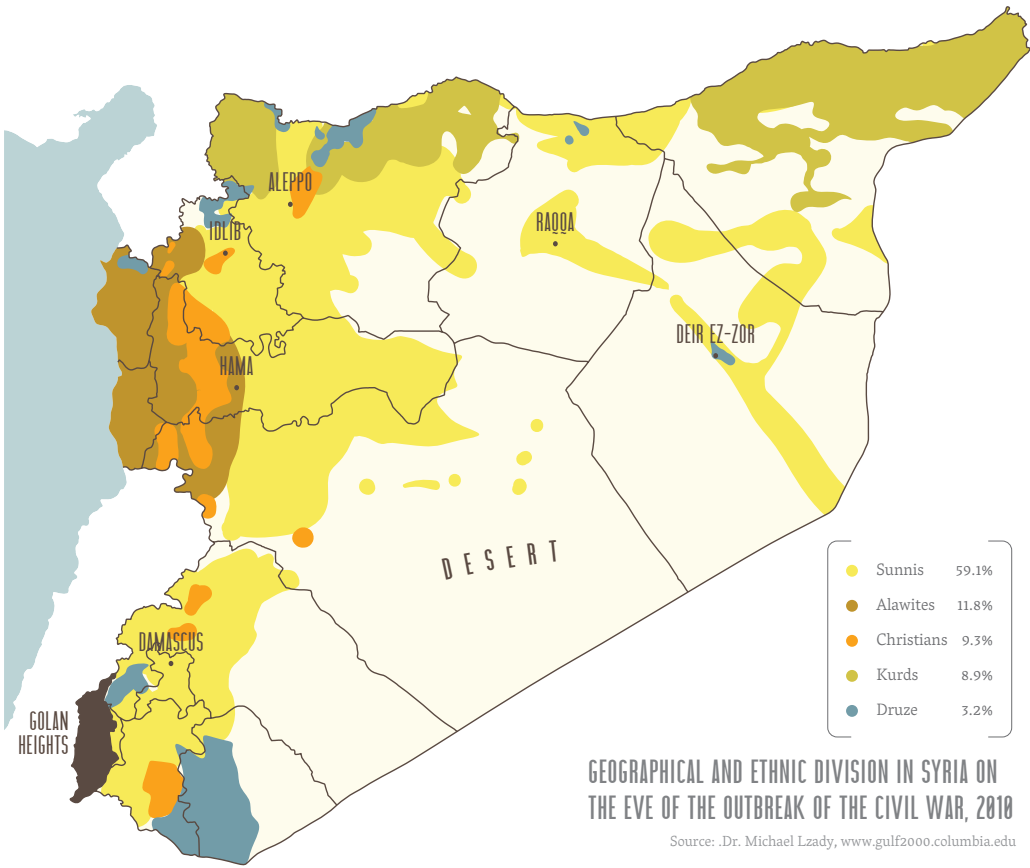 ALEPPO
IDLIB
RAQQA
DEIR EZ-ZOR
HAMA
DESERT
DAMASCUS
GOLAN
HEIGHTS
Sunnis 59.1%
Alawites 11.8%
Christians 9.3%
Kurds 8.9%
Druze 3.2%
GEOGRAPHICAL AND ETHNIC DIVISION IN SYRIA ON
THE EVE OF THE OUTBREAK OF THE CIVIL WAR, 2010
Source: .Dr. Michael Lzady, www.gulf2000.columbia.edu